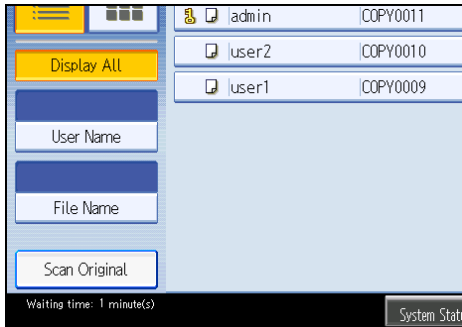 admin COPY0011
user2 COPY0010
user1 COPY0009
Display All
User Name
File Name
Scan Original
Waiting time: 1 minute(s)
System Stat